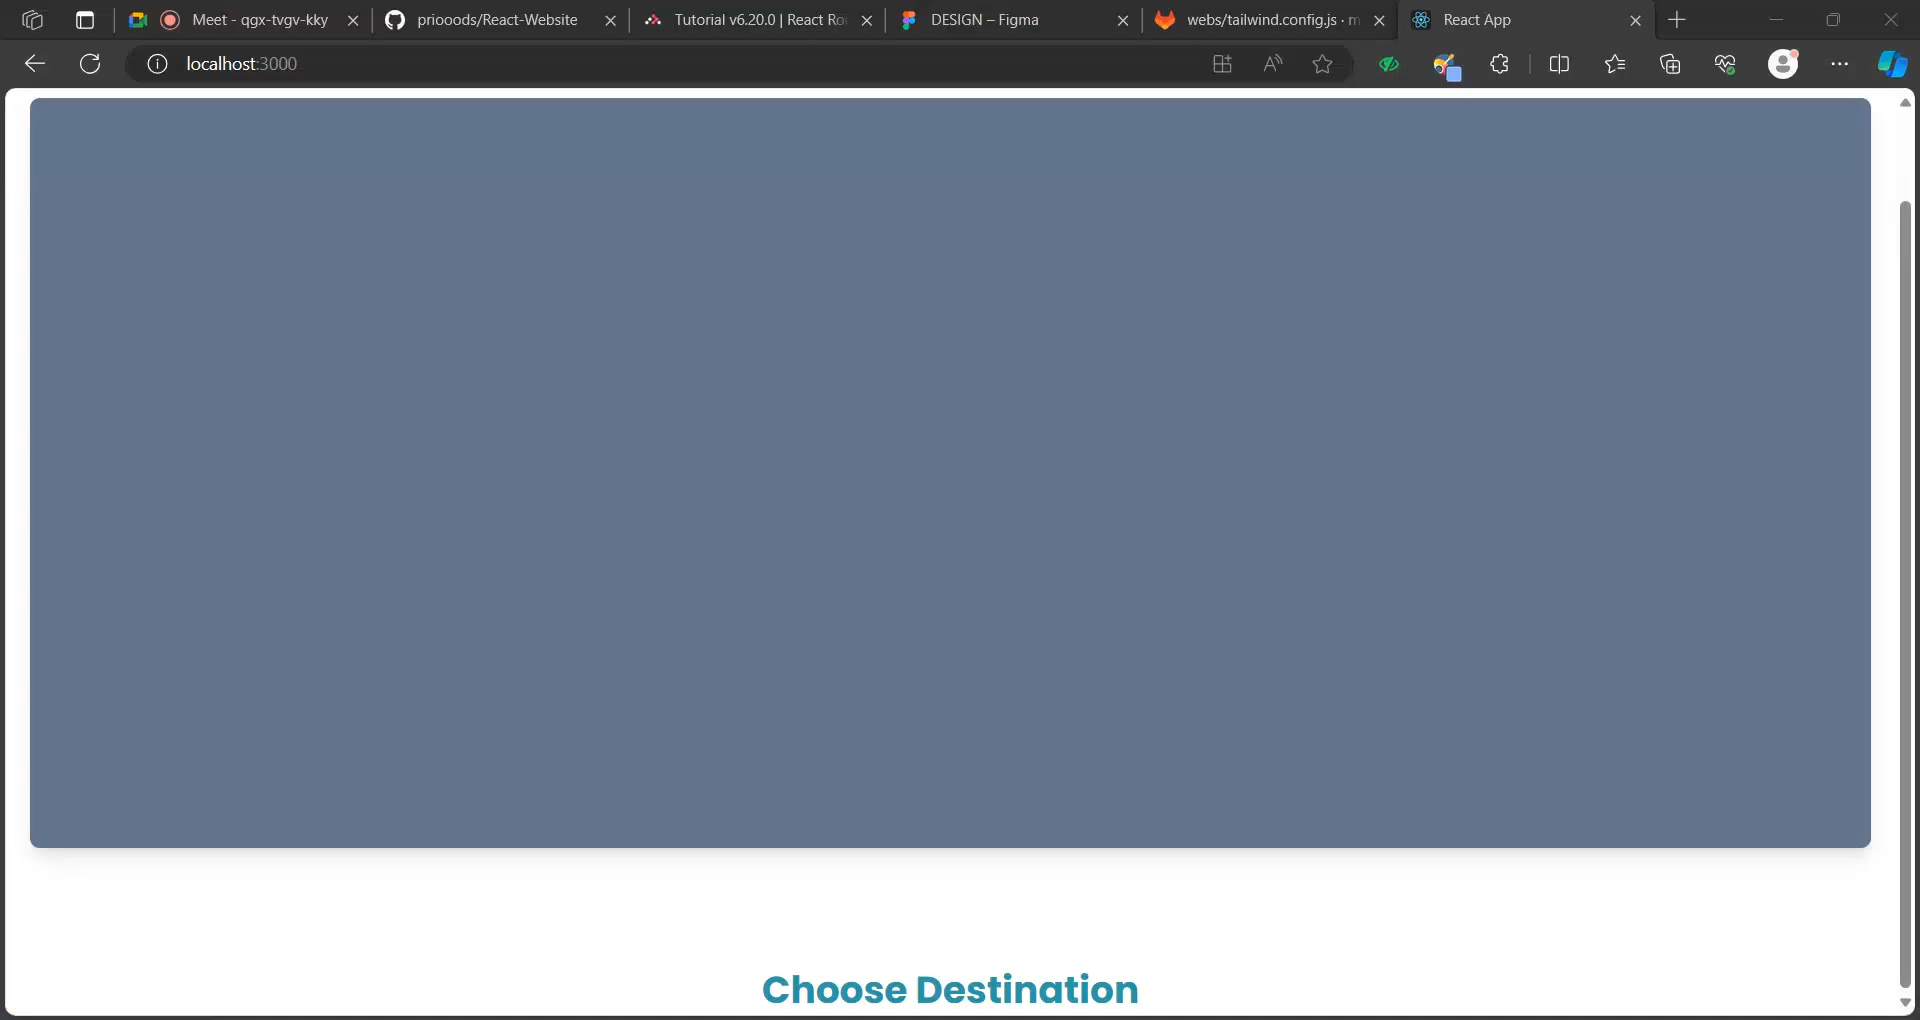 Meet - qgx-tvgv-kky
priooods/React-Website
Tutorial v6.20.0 | React Ro
DESIGN – Figma
webs/tailwind.config.js · m
React App
localhost:3000
Choose Destination